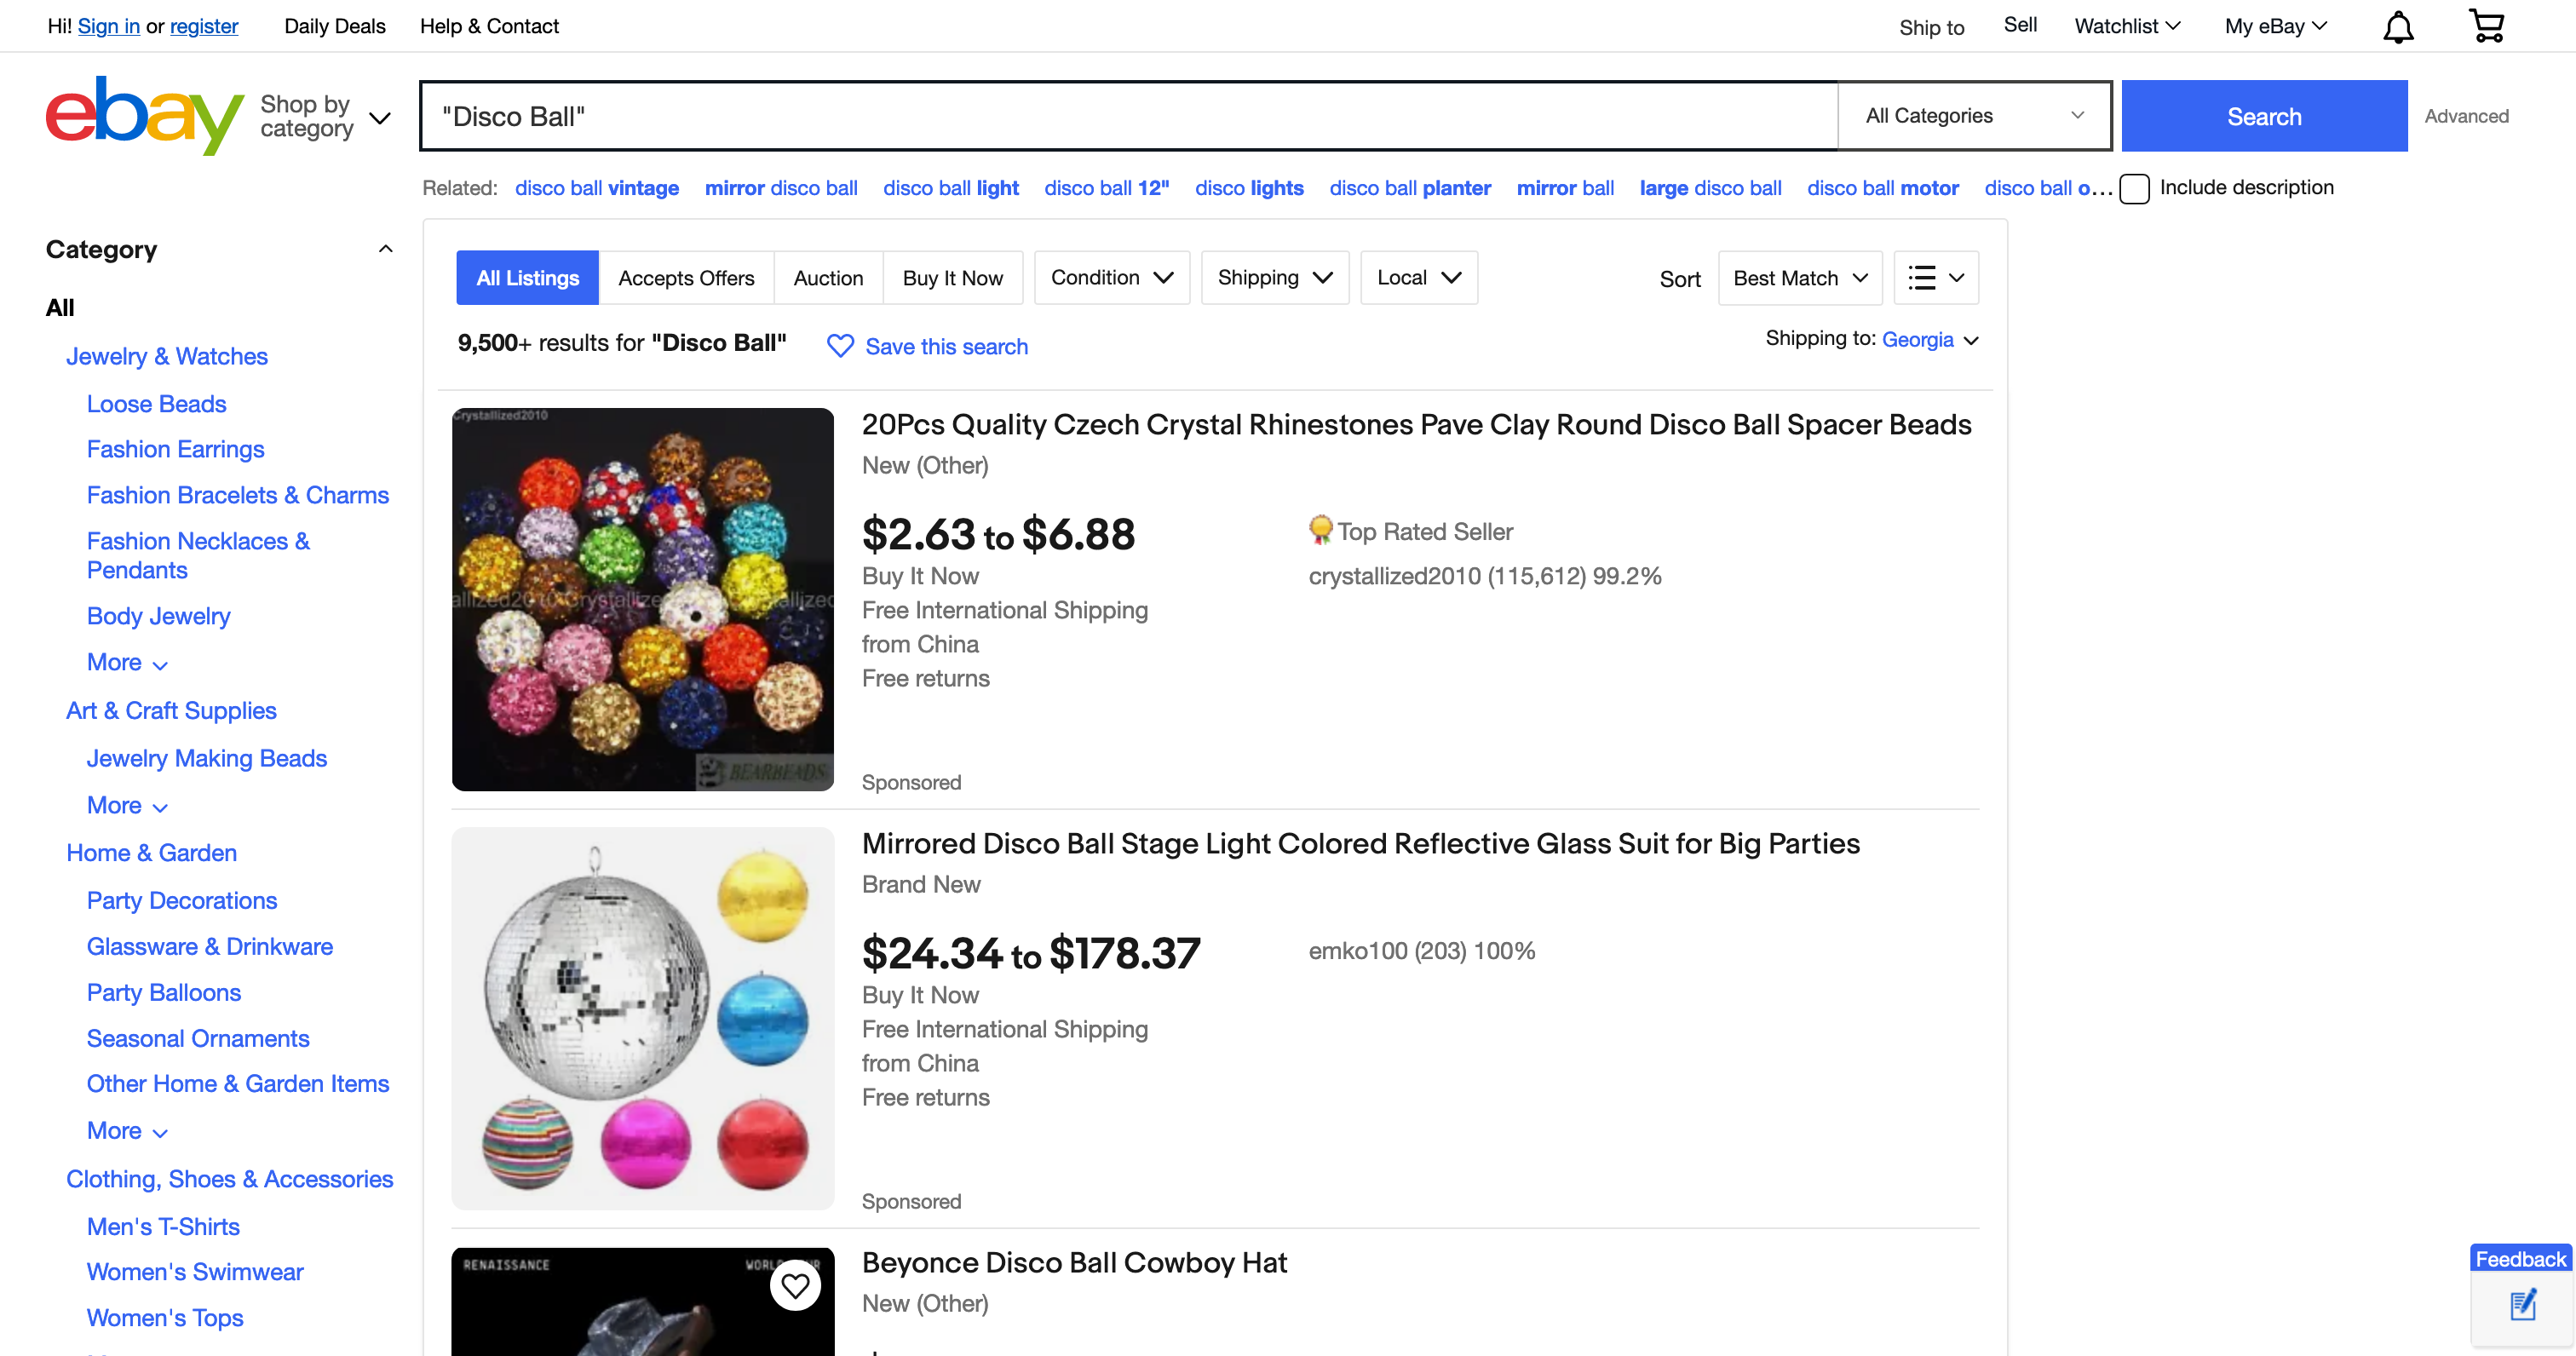 Hi! Sign in or register Daily Deals Help & Contact Ship to Sell Watchlist My eBay
ebay Shop by category "Disco Ball" All Categories Search Advanced
Related: disco ball vintage mirror disco ball disco ball light disco ball 12" disco lights disco ball planter mirror ball large disco ball disco ball motor disco ball o... Include description
Category
All
Jewelry & Watches
Loose Beads
Fashion Earrings
Fashion Bracelets & Charms
Fashion Necklaces &
Pendants
Body Jewelry
More
Art & Craft Supplies
Jewelry Making Beads
More
Home & Garden
Party Decorations
Glassware & Drinkware
Party Balloons
Seasonal Ornaments
Other Home & Garden Items
More
Clothing, Shoes & Accessories
Men's T-Shirts
Women's Swimwear
Women's Tops
All Listings Accepts Offers Auction Buy It Now Condition Shipping Local Sort Best Match
9,500+ results for "Disco Ball" Save this search Shipping to: Georgia
Crystallized2010
BEARBEADS
20Pcs Quality Czech Crystal Rhinestones Pave Clay Round Disco Ball Spacer Beads
New (Other)
$2.63 to $6.88 Top Rated Seller
Buy It Now crystallized2010 (115,612) 99.2%
Free International Shipping
from China
Free returns
Sponsored
Mirrored Disco Ball Stage Light Colored Reflective Glass Suit for Big Parties
Brand New
$24.34 to $178.37 emko100 (203) 100%
Buy It Now
Free International Shipping
from China
Free returns
Sponsored
RENAISSANCE
Beyonce Disco Ball Cowboy Hat
New (Other)
Feedback